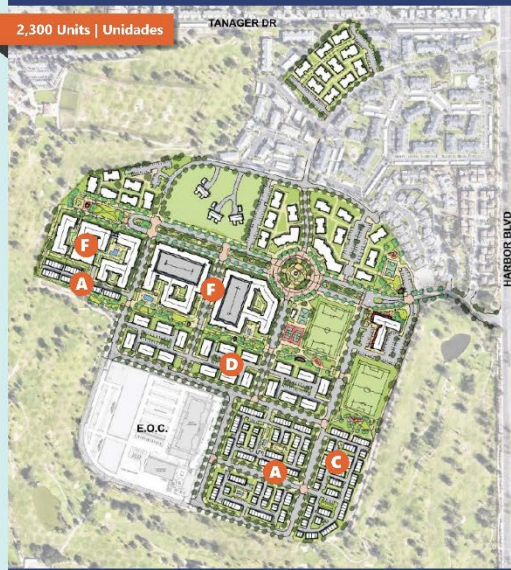 2,300 Units | Unidades
TANAGER DR
HARBOR BLVD
F
A
F
D
E.O.C.
A
C